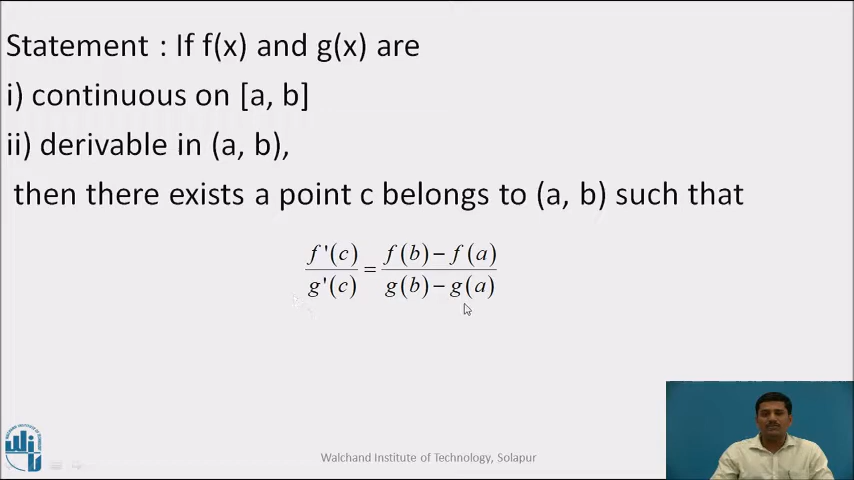 Statement : If f(x) and g(x) are
i) continuous on [a, b]
ii) derivable in (a, b),
then there exists a point c belongs to (a, b) such that
f'(c)/g'(c) = f(b)−f(a)/g(b)−g(a)
Walchand Institute of Technology, Solapur